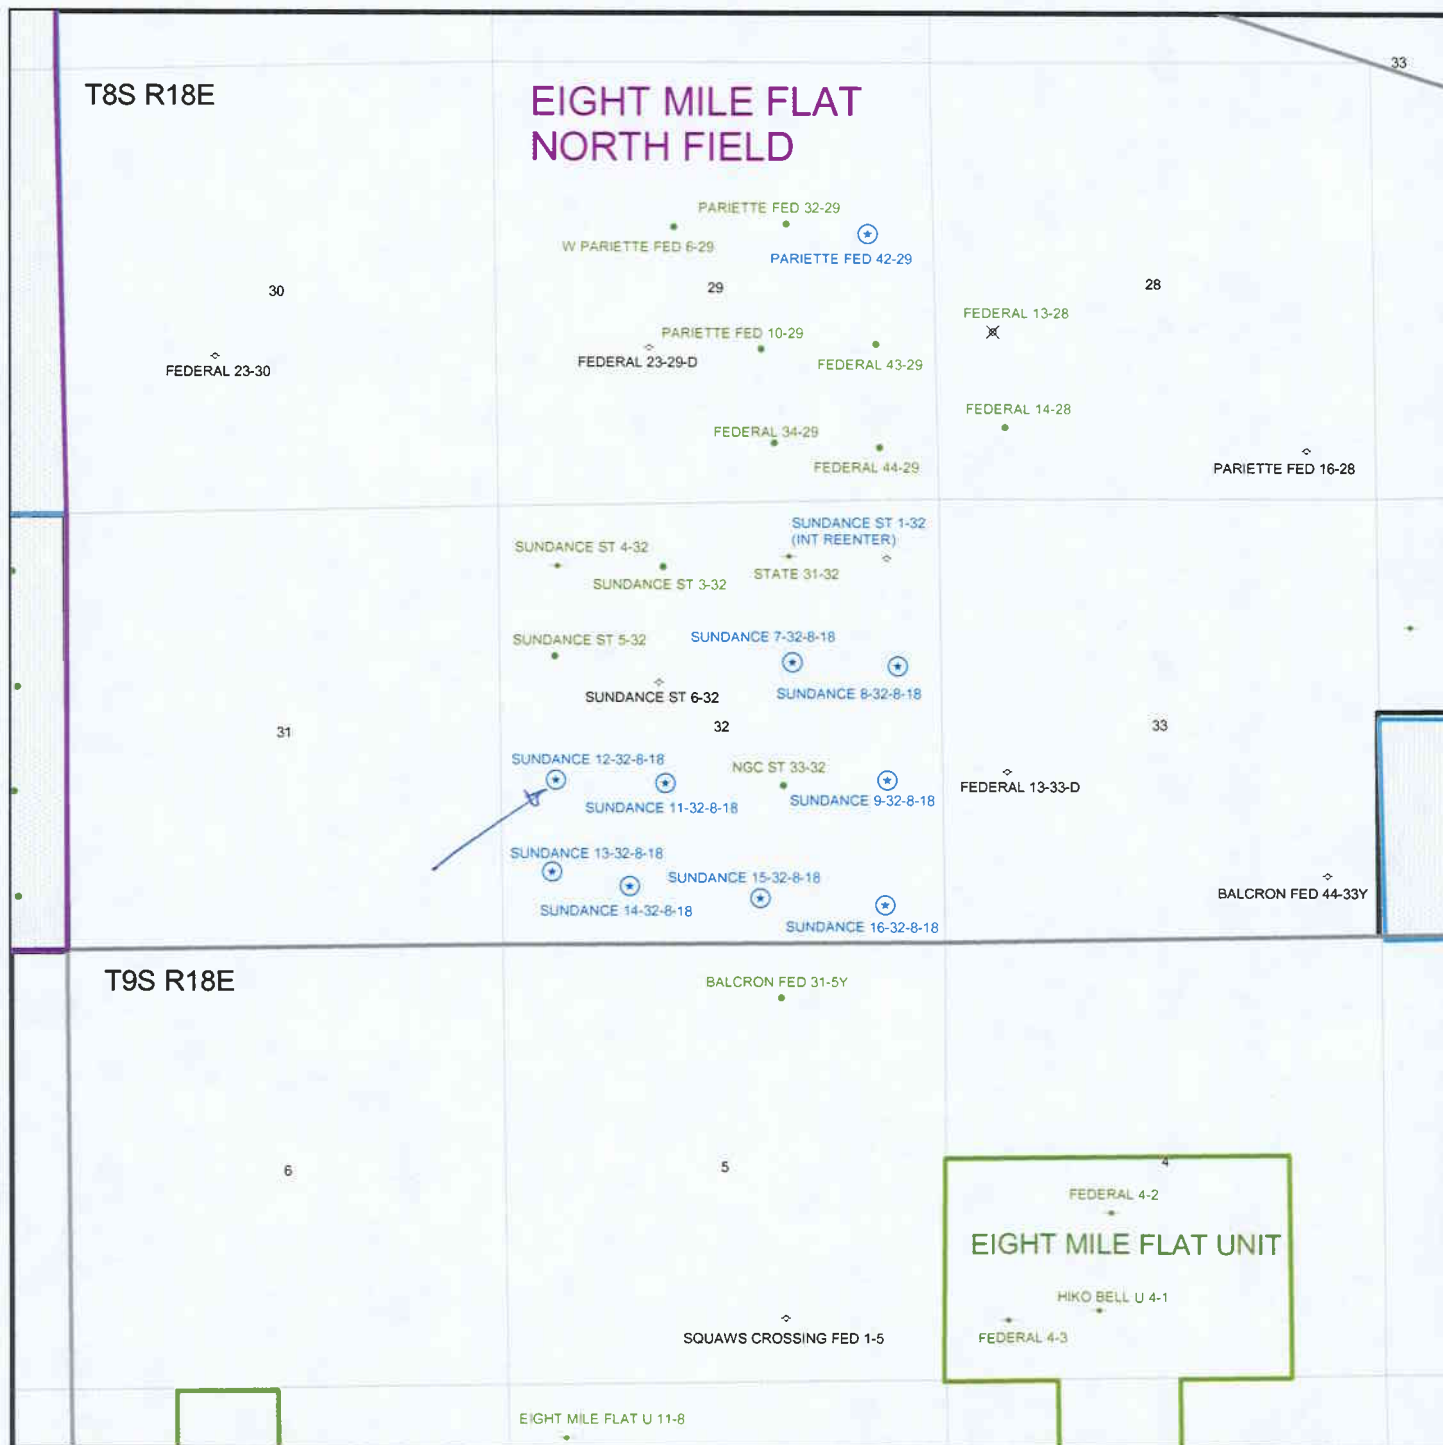 33
T8S R18E
EIGHT MILE FLAT
NORTH FIELD
PARIETTE FED 32-29
W PARIETTE FED 6-29
PARIETTE FED 42-29
30
29
28
FEDERAL 13-28
PARIETTE FED 10-29
FEDERAL 23-30
FEDERAL 23-29-D
FEDERAL 43-29
FEDERAL 14-28
FEDERAL 34-29
FEDERAL 44-29
PARIETTE FED 16-28
SUNDANCE ST 1-32
(INT REENTER)
SUNDANCE ST 4-32
STATE 31-32
SUNDANCE ST 3-32
SUNDANCE ST 5-32
SUNDANCE 7-32-8-18
SUNDANCE ST 6-32
SUNDANCE 8-32-8-18
31
32
33
SUNDANCE 12-32-8-18
NGC ST 33-32
FEDERAL 13-33-D
SUNDANCE 11-32-8-18
SUNDANCE 9-32-8-18
SUNDANCE 13-32-8-18
SUNDANCE 15-32-8-18
BALCRON FED 44-33Y
SUNDANCE 14-32-8-18
SUNDANCE 16-32-8-18
T9S R18E
BALCRON FED 31-5Y
6
5
4
FEDERAL 4-2
EIGHT MILE FLAT UNIT
HIKO BELL U 4-1
SQUAWS CROSSING FED 1-5
FEDERAL 4-3
EIGHT MILE FLAT U 11-8